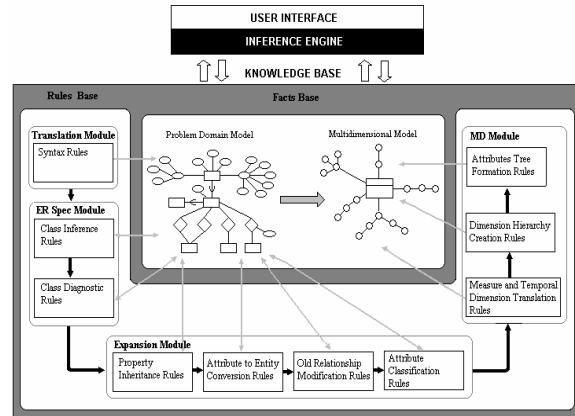 USER INTERFACE
INFERENCE ENGINE
KNOWLEDGE BASE
Rules Base
Facts Base
Translation Module
Syntax Rules
ER Spec Module
Class Inference
Rules
Class Diagnostic
Rules
Problem Domain Model
Multidimensional Model
MD Module
Attributes Tree
Formation Rules
Dimension Hierarchy
Creation Rules
Measure and Temporal
Dimension Translation
Rules
Expansion Module
Property
Inheritance Rules
Attribute to Entity
Conversion Rules
Old Relationship
Modification Rules
Attribute
Classification
Rules